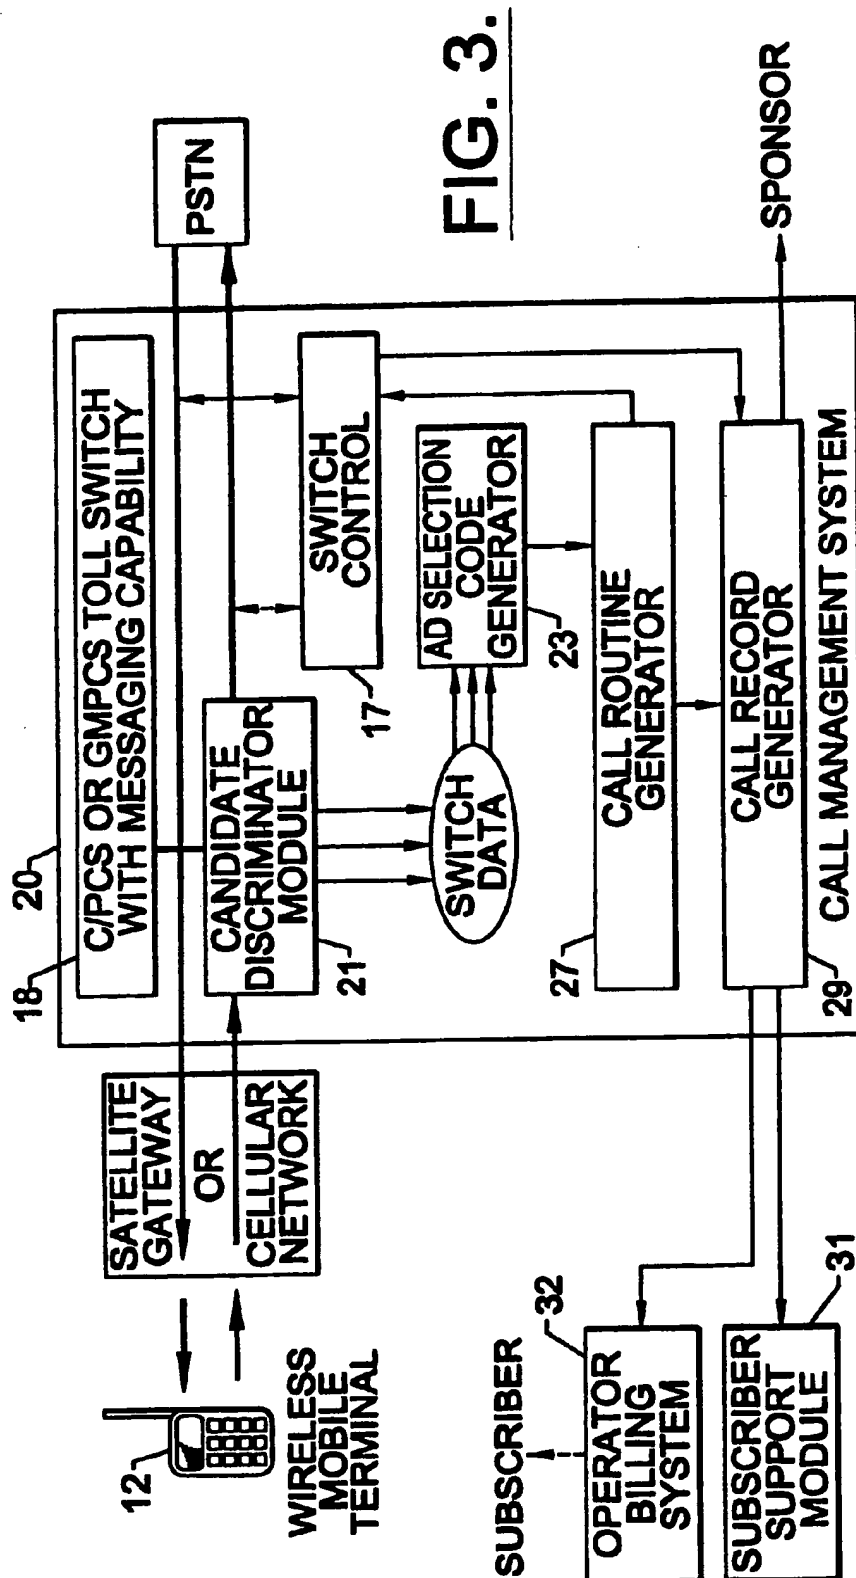 FIG. 3.
20
18
C/PCS OR GMPCS TOLL SWITCH
WITH MESSAGING CAPABILITY
PSTN
SATELLITE
GATEWAY
OR
CELLULAR
NETWORK
12
WIRELESS
MOBILE
TERMINAL
CANDIDATE
DISCRIMINATOR
MODULE
21
SWITCH
CONTROL
17
SWITCH
DATA
AD SELECTION
CODE
GENERATOR
23
CALL ROUTINE
GENERATOR
27
CALL RECORD
GENERATOR
29
CALL MANAGEMENT SYSTEM
SPONSOR
SUBSCRIBER
32
OPERATOR
BILLING
SYSTEM
SUBSCRIBER
SUPPORT
MODULE
31